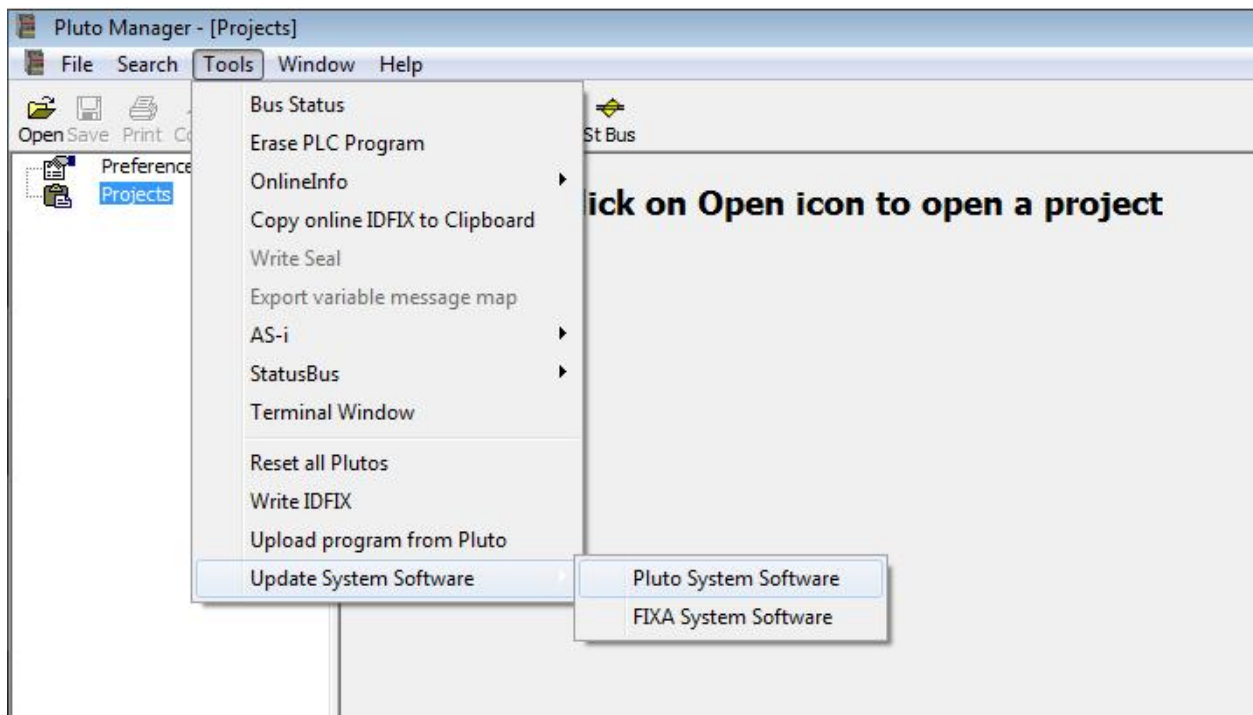 Pluto Manager - [Projects]
File Search Tools Window Help
Open Save Print Co
St Bus
Preference
Projects
Bus Status
Erase PLC Program
OnlineInfo
Copy online IDFIX to Clipboard
Write Seal
Export variable message map
AS-i
StatusBus
Terminal Window
Reset all Plutos
Write IDFIX
Upload program from Pluto
Update System Software
Pluto System Software
FIXA System Software
lick on Open icon to open a project